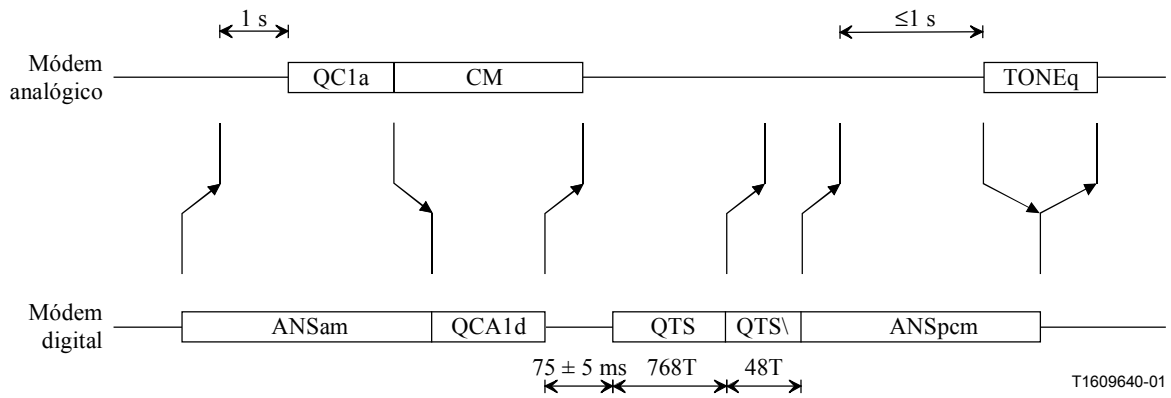 1 s
≤1 s
Módem
analógico
QC1a
CM
TONEq
Módem
digital
ANSam
QCA1d
QTS
QTS\
ANSpcm
75 ± 5 ms
768T
48T
T1609640-01